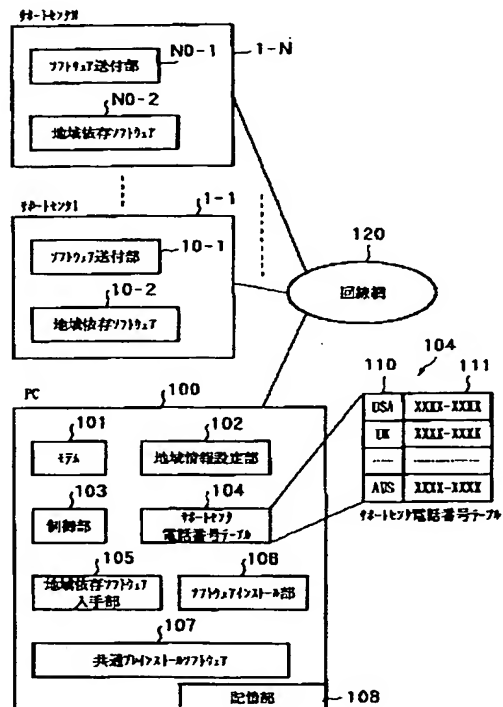 サポートセンタN
1-N
N0-1
ソフトウェア送付部
N0-2
地域依存ソフトウェア
サポートセンタ1
1-1
ソフトウェア送付部
10-1
10-2
地域依存ソフトウェア
120
回線網
PC
100
101
モデム
102
地域情報設定部
103
制御部
104
サポートセンタ
電話番号テーブル
105
地域依存ソフトウェア
入手部
106
ソフトウェアインストール部
107
共通プレインストールソフトウェア
記憶部
108
104
110
111
USA XXXX-XXXX
UK XXXX-XXXX
AUS XXXX-XXXX
サポートセンタ電話番号テーブル